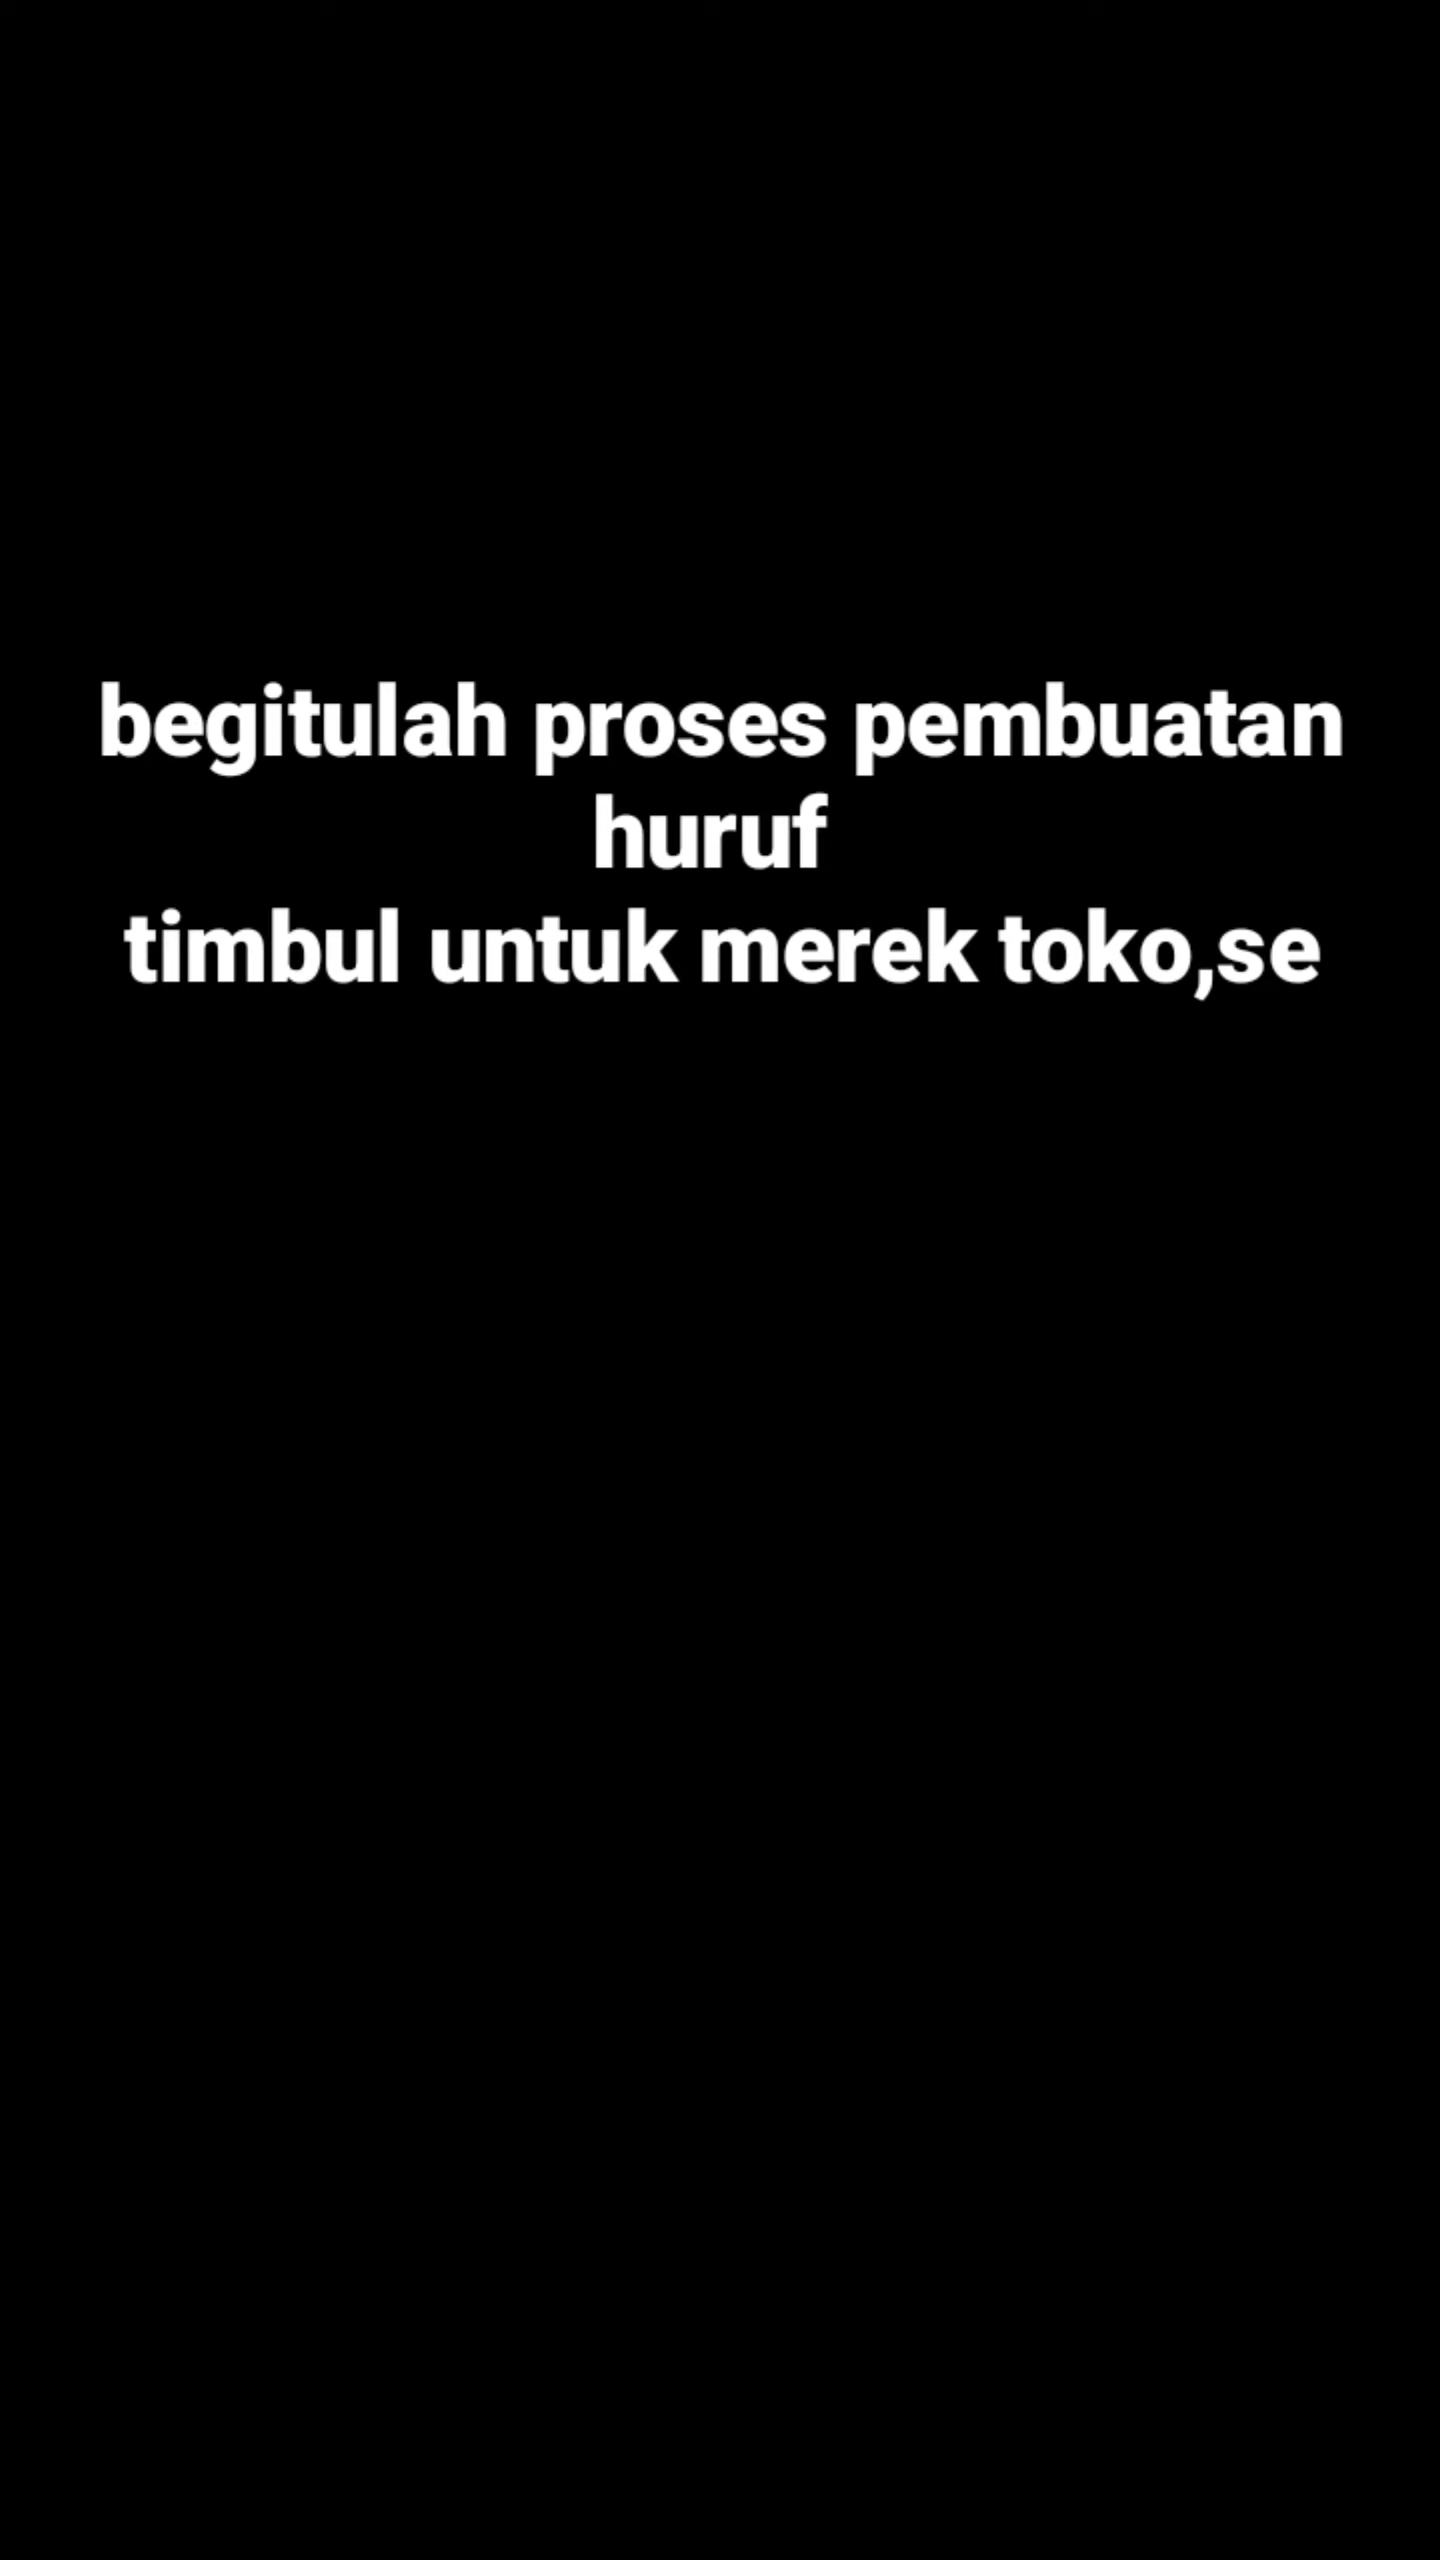 begitulah proses pembuatan
huruf
timbul untuk merek toko,se